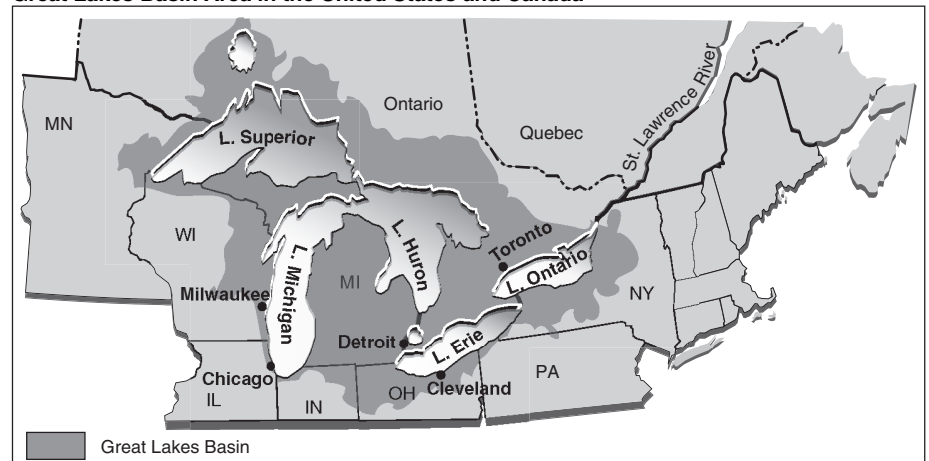 Great Lakes Basin Area in the United States and Canada
MN
Ontario
Quebec
St. Lawrence River
L. Superior
WI
L. Michigan
MI
L. Huron
Toronto
L. Ontario
NY
Milwaukee
Detroit
L. Erie
Chicago
IL
IN
OH
Cleveland
PA
Great Lakes Basin